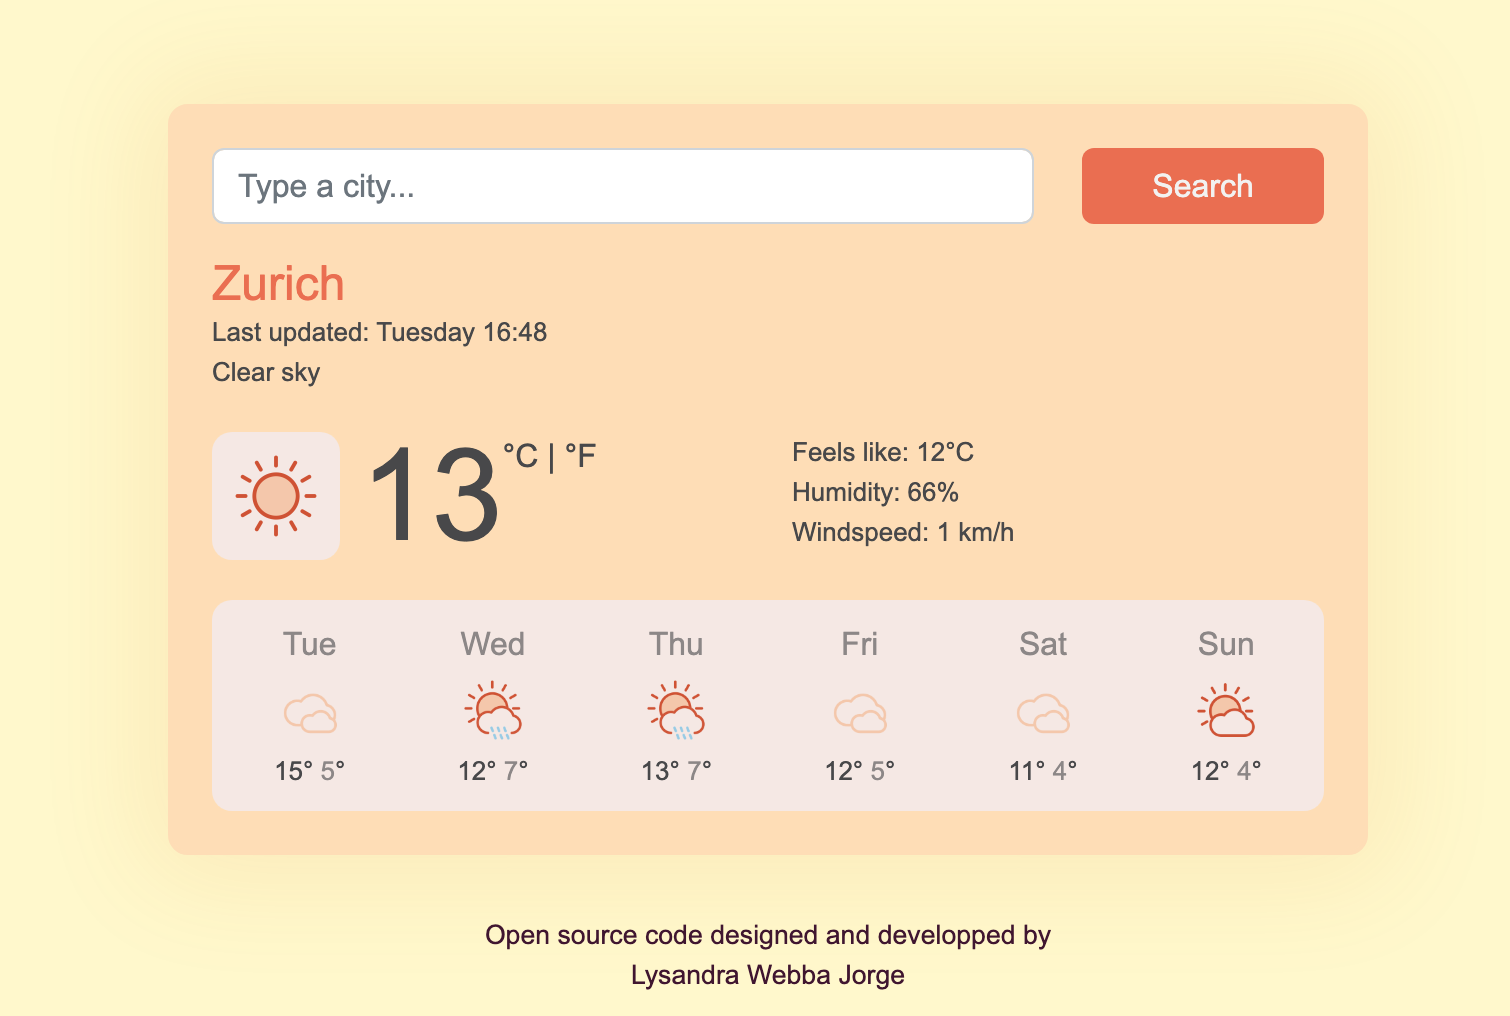 Type a city...
Search
Zurich
Last updated: Tuesday 16:48
Clear sky
13 °C | °F
Feels like: 12°C
Humidity: 66%
Windspeed: 1 km/h
Tue Wed Thu Fri Sat Sun
15° 5° 12° 7° 13° 7° 12° 5° 11° 4° 12° 4°
Open source code designed and developped by
Lysandra Webba Jorge